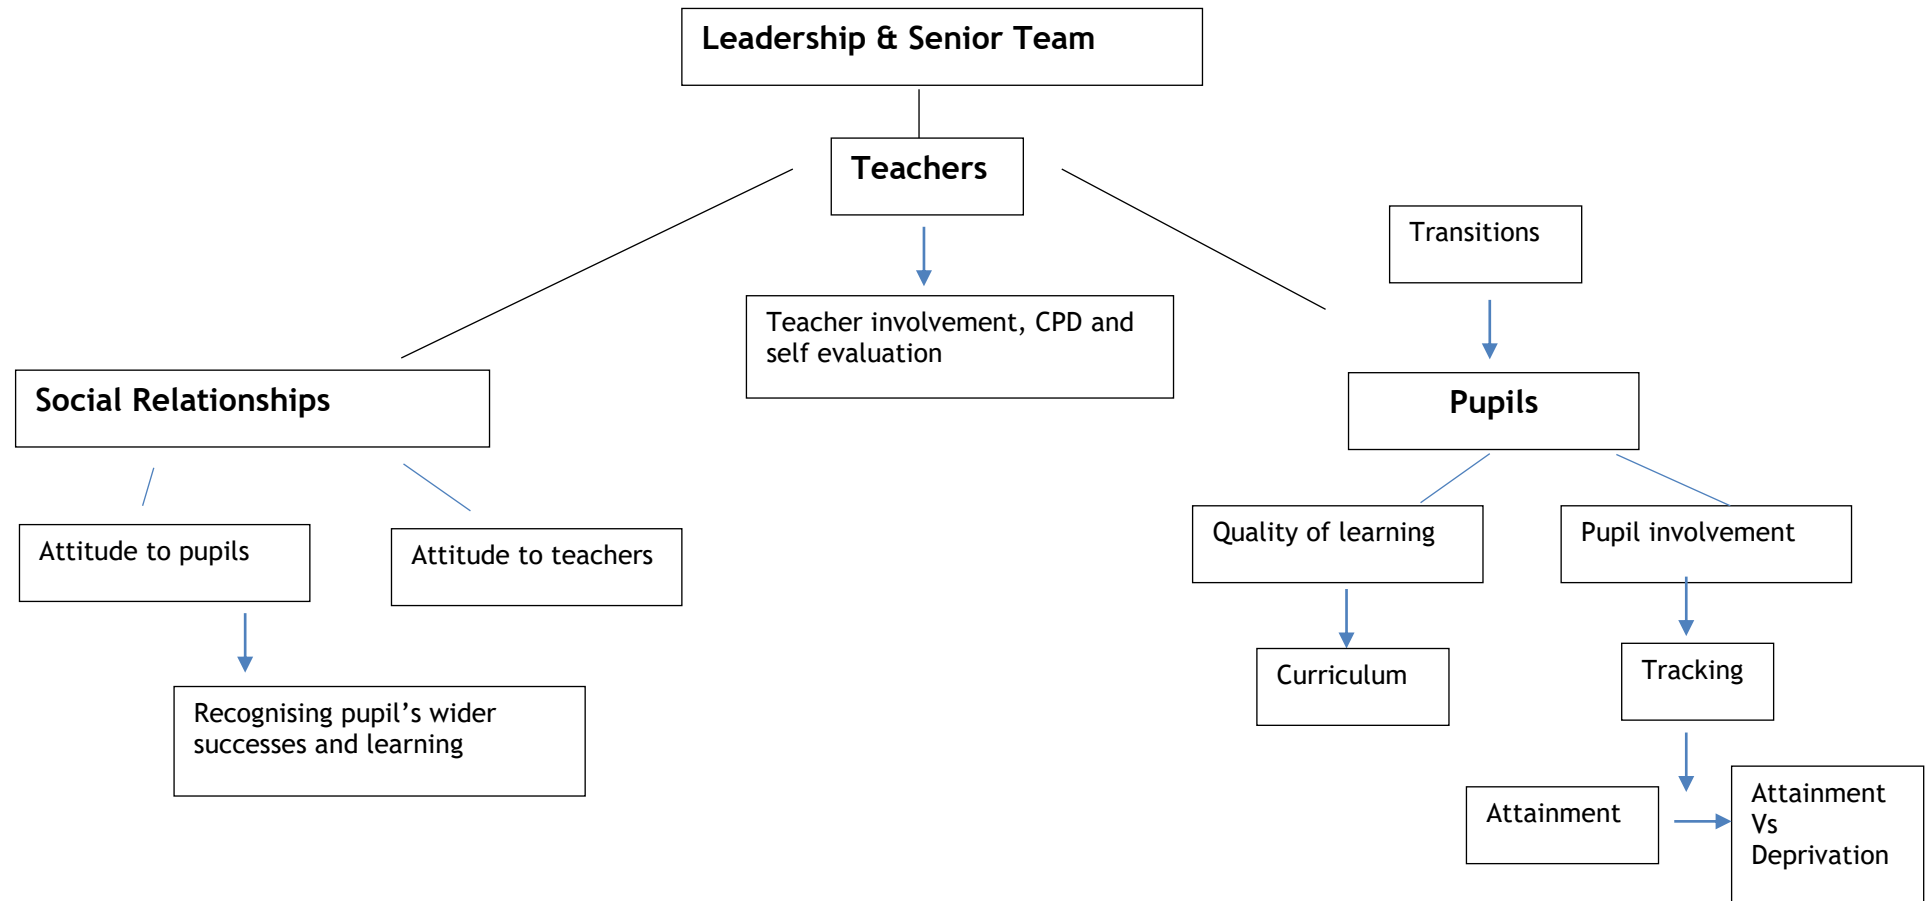 Leadership & Senior Team
Teachers
Transitions
Teacher involvement, CPD and
self evaluation
Social Relationships
Pupils
Attitude to pupils
Attitude to teachers
Quality of learning
Pupil involvement
Curriculum
Tracking
Recognising pupil’s wider
successes and learning
Attainment
Attainment
Vs
Deprivation